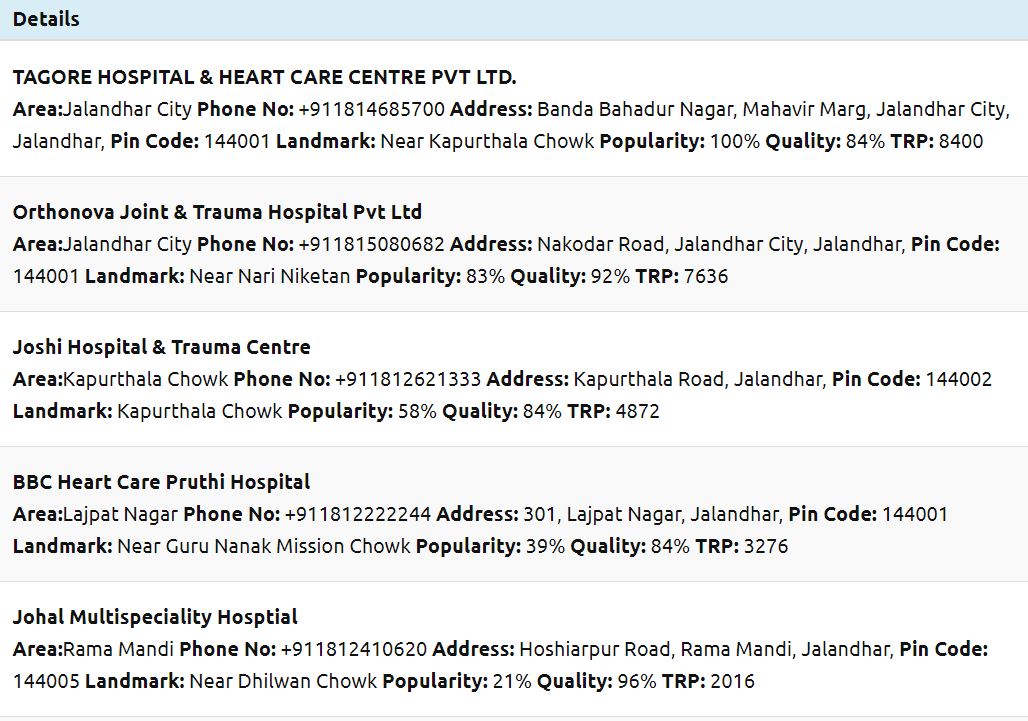 Details
TAGORE HOSPITAL & HEART CARE CENTRE PVT LTD.
Area:Jalandhar City Phone No: +911814685700 Address: Banda Bahadur Nagar, Mahavir Marg, Jalandhar City,
Jalandhar, Pin Code: 144001 Landmark: Near Kapurthala Chowk Popularity: 100% Quality: 84% TRP: 8400
Orthonova Joint & Trauma Hospital Pvt Ltd
Area:Jalandhar City Phone No: +911815080682 Address: Nakodar Road, Jalandhar City, Jalandhar, Pin Code:
144001 Landmark: Near Nari Niketan Popularity: 83% Quality: 92% TRP: 7636
Joshi Hospital & Trauma Centre
Area:Kapurthala Chowk Phone No: +911812621333 Address: Kapurthala Road, Jalandhar, Pin Code: 144002
Landmark: Kapurthala Chowk Popularity: 58% Quality: 84% TRP: 4872
BBC Heart Care Pruthi Hospital
Area:Lajpat Nagar Phone No: +911812222244 Address: 301, Lajpat Nagar, Jalandhar, Pin Code: 144001
Landmark: Near Guru Nanak Mission Chowk Popularity: 39% Quality: 84% TRP: 3276
Johal Multispeciality Hosptial
Area:Rama Mandi Phone No: +911812410620 Address: Hoshiarpur Road, Rama Mandi, Jalandhar, Pin Code:
144005 Landmark: Near Dhilwan Chowk Popularity: 21% Quality: 96% TRP: 2016